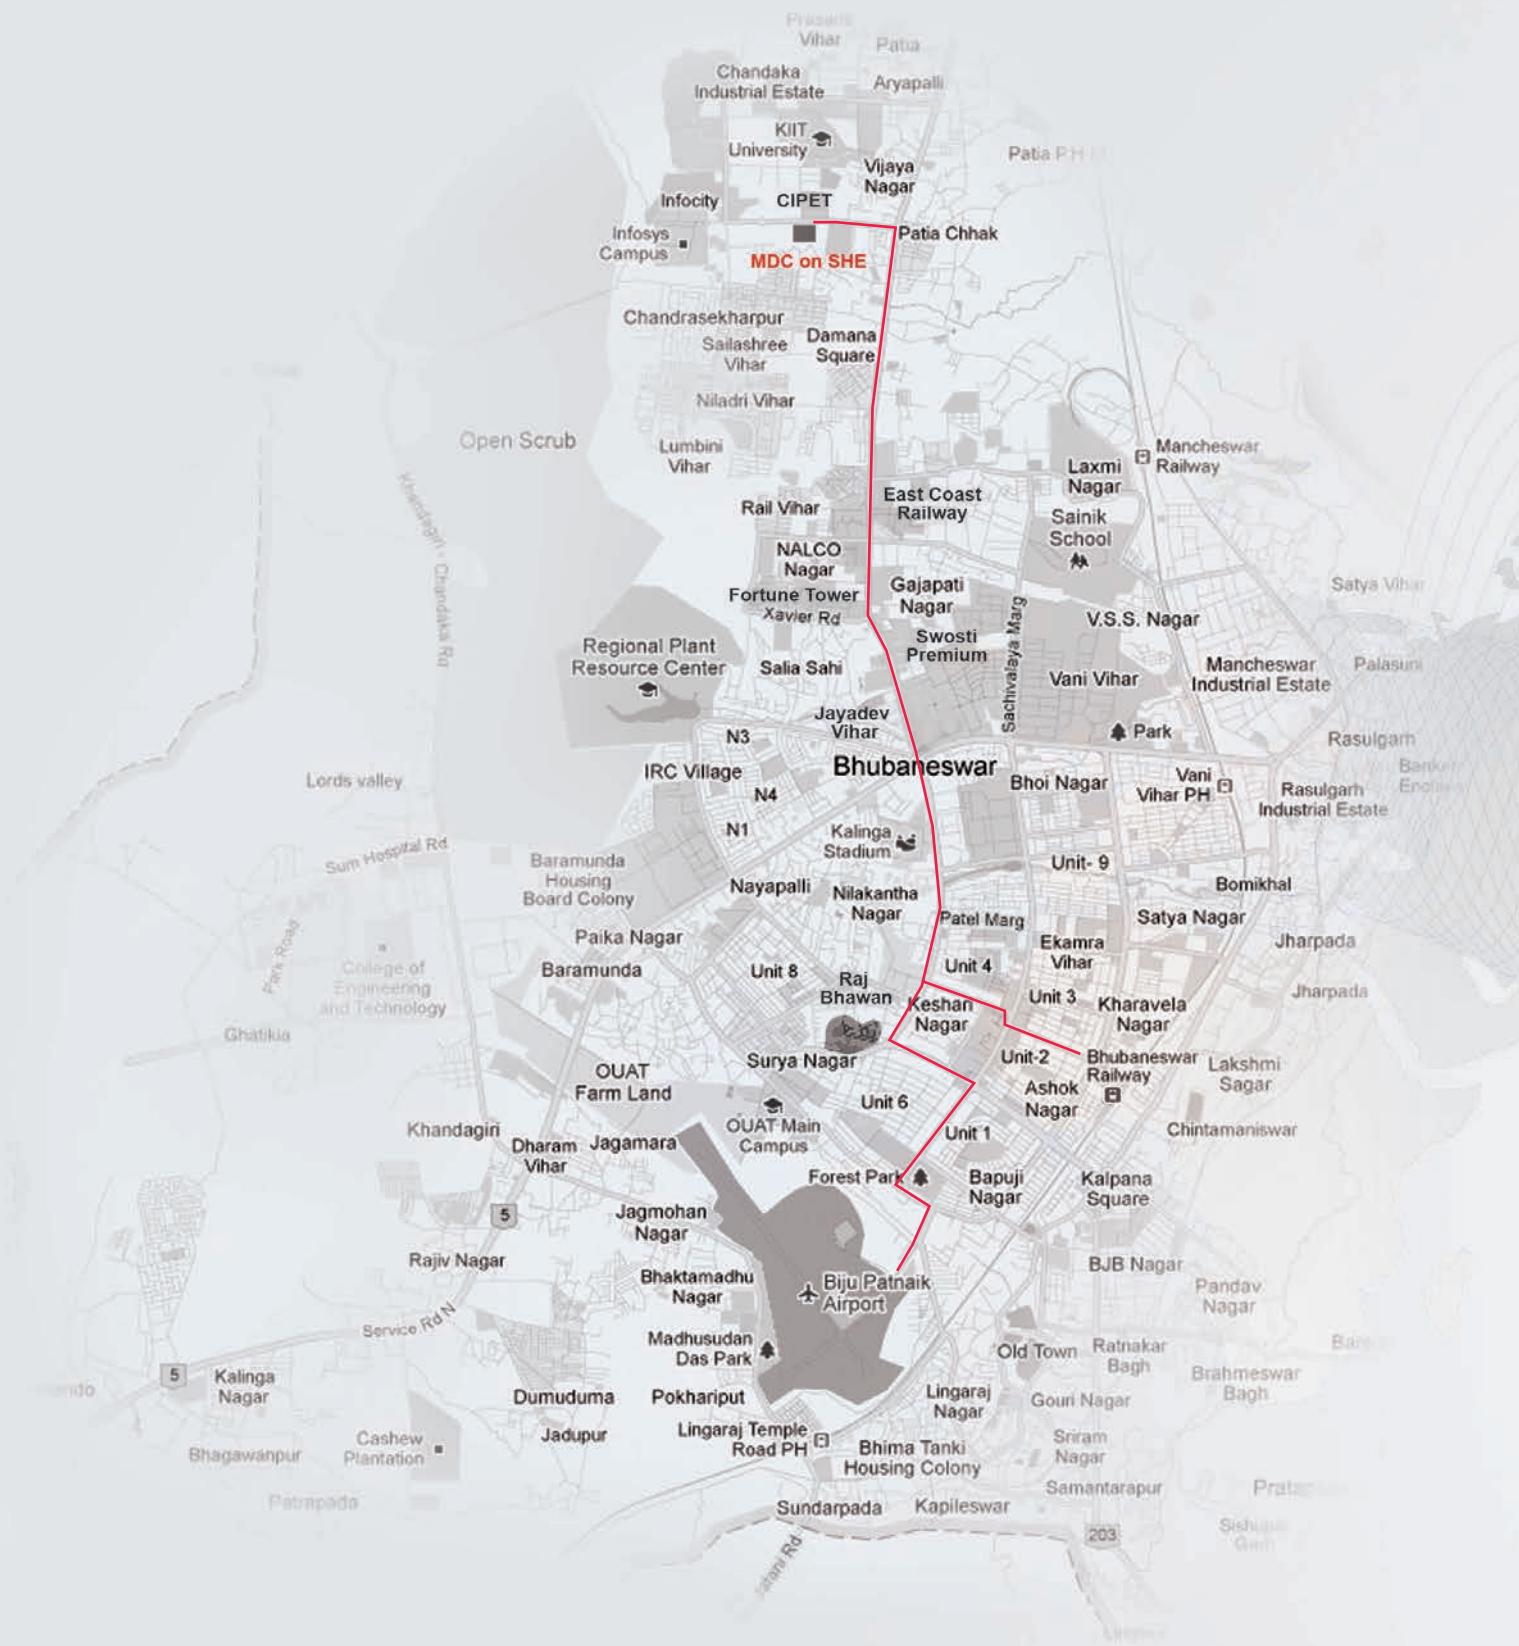 Prasanti
Vihar
Patia
Chandaka
Industrial Estate
Aryapalli
KIIT
University
Vijaya
Nagar
Patia P.H
Infocity
CIPET
Infosys
Campus
Patia Chhak
MDC on SHE
Chandrasekharpur
Damana
Square
Sailashree
Vihar
Niladri Vihar
Open Scrub
Lumbini
Vihar
Mancheswar
Railway
Laxmi
Nagar
Rail Vihar
East Coast
Railway
Sainik
School
Khandagiri - Chandaka Rd
NALCO
Nagar
Fortune Tower
Xavier Rd
Gajapati
Nagar
Satya Vihar
V.S.S. Nagar
Sachivalaya Marg
Regional Plant
Resource Center
Salia Sahi
Swosti
Premium
Vani Vihar
Mancheswar
Industrial Estate
Palasuni
Jayadev
Vihar
N3
Park
Rasulgarh
Bhubaneswar
IRC Village
Lords valley
Bhoi Nagar
Vani
Vihar PH
N4
Rasulgarh
Industrial Estate
N1
Kalinga
Stadium
Sum Hospital Rd
Baramunda
Housing
Board Colony
Unit- 9
Nayapalli
Nilakantha
Nagar
Bomikhal
Patel Marg
Satya Nagar
Paika Nagar
Ekamra
Vihar
Jharpada
Park Road
College of
Engineering
and Technology
Baramunda
Unit 8
Unit 4
Raj
Bhawan
Keshari
Nagar
Unit 3
Kharavela
Nagar
Jharpada
Ghatikia
Surya Nagar
Unit-2
Bhubaneswar
Railway
Lakshmi
Sagar
OUAT
Farm Land
Unit 6
Ashok
Nagar
Khandagiri
Dharam
Vihar
Jagamara
OUAT Main
Campus
Unit 1
Chintamaniswar
Forest Park
Bapuji
Nagar
Kalpana
Square
5
Jagmohan
Nagar
Rajiv Nagar
BJB Nagar
Bhaktamadhu
Nagar
Biju Patnaik
Airport
Pandav
Nagar
Service Rd N
Madhusudan
Das Park
Old Town
Ratnakar
Bagh
5
Kalinga
Nagar
Brahmeswar
Bagh
Dumuduma
Pokhariput
Lingaraj
Nagar
Gouri Nagar
Jadupur
Lingaraj Temple
Road PH
Cashew
Plantation
Bhagawanpur
Bhima Tanki
Housing Colony
Sriram
Nagar
Patrapada
Samantarapur
Sundarpada
Kapileswar
203
Rd